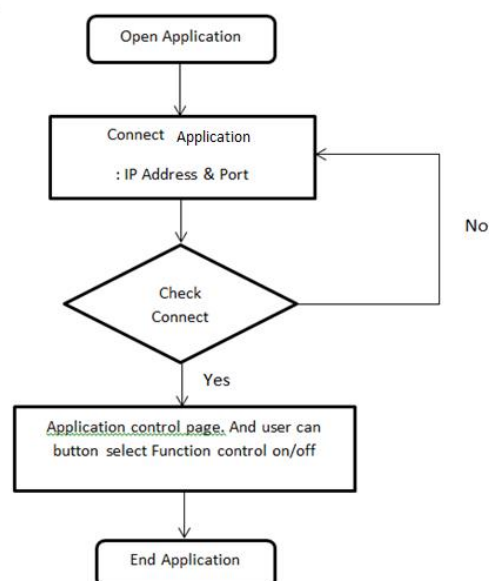 Open Application
Connect Application
: IP Address & Port
No
Check
Connect
Yes
Application control page. And user can
button select Function control on/off
End Application